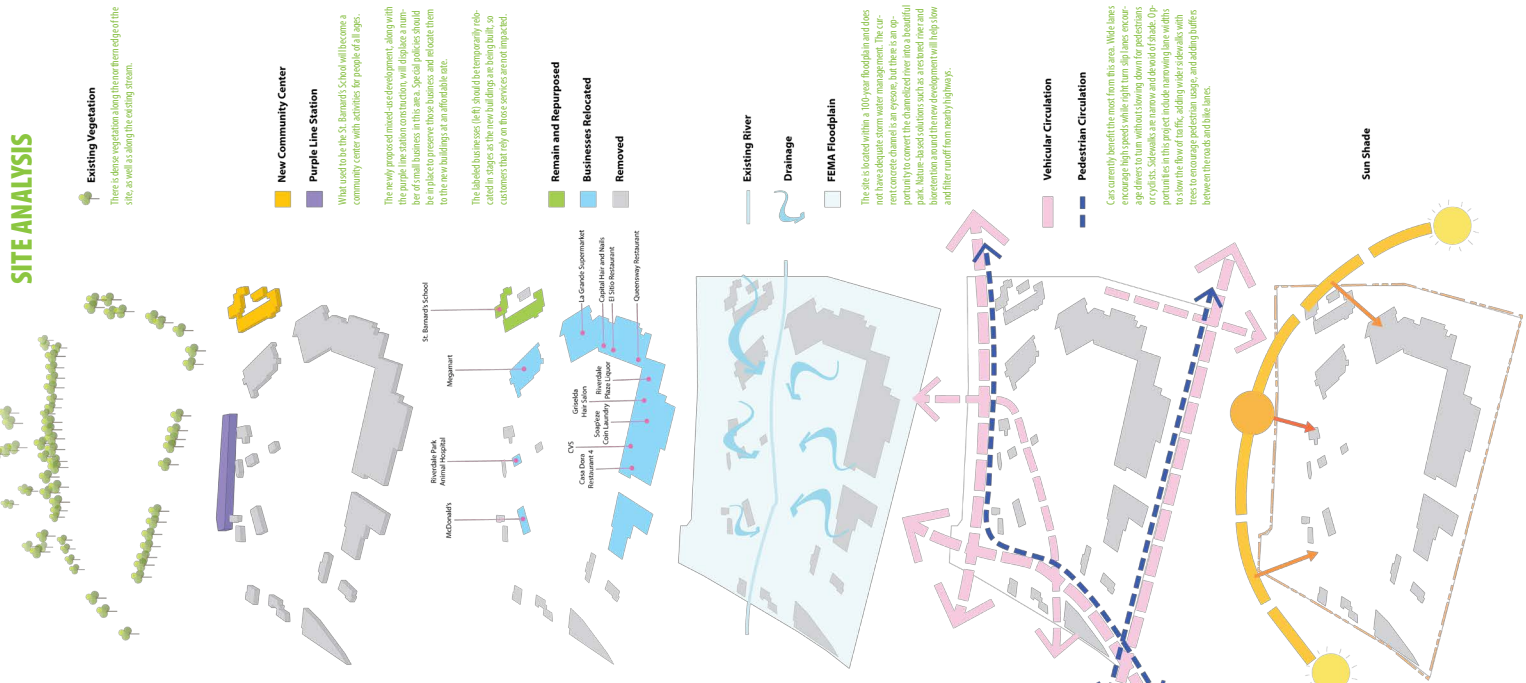 SITE ANALYSIS
Existing Vegetation
There is dense vegetation along the northern edge of the
site, as well as along the existing stream.
New Community Center
Purple Line Station
What used to be the St. Barnard's School will become a
community center with activities for people of all ages.
The newly proposed mixed-use development, along with
the purple line station construction, will displace a num-
ber of small business in this area. Special policies should
be in place to preserve those business and relocate them
to the new buildings at an affordable rate.
The labeled businesses (left) should be temporarily relo-
cated in stages as the new buildings are being built, so
customers that rely on those services are not impacted.
Remain and Repurposed
Businesses Relocated
Removed
St. Barnard's School
Megamart
Riverdale Park
Animal Hospital
McDonald's
La Grande Supermarket
Capital Hair and Nails
El Sitio Restaurant
Queensway Restaurant
Riverdale
Plaze Liquor
Griselda
Hair Salon
Soap'eze
Coin Laundry
CVS
Casa Dora
Restaurant 4
Existing River
Drainage
FEMA Floodplain
The site is located within a 100-year floodplain and does
not have adequate storm water management. The cur-
rent concrete channel is an eyesore, but there is an op-
portunity to convert the channelized river into a beautiful
park. Nature-based solutions such as a restored river and
bioretention around the new development will help slow
and filter runoff from nearby highways.
Vehicular Circulation
Pedestrian Circulation
Cars currently benefit the most from this area. Wide lanes
encourage high speeds while right turn slip lanes encour-
age drivers to turn without slowing down for pedestrians
or cyclists. Sidewalks are narrow and devoid of shade. Op-
portunities in this project include narrowing lane widths
to slow the flow of traffic, adding wider sidewalks with
trees to encourage pedestrian usage, and adding buffers
between the roads and bike lanes.
Sun Shade